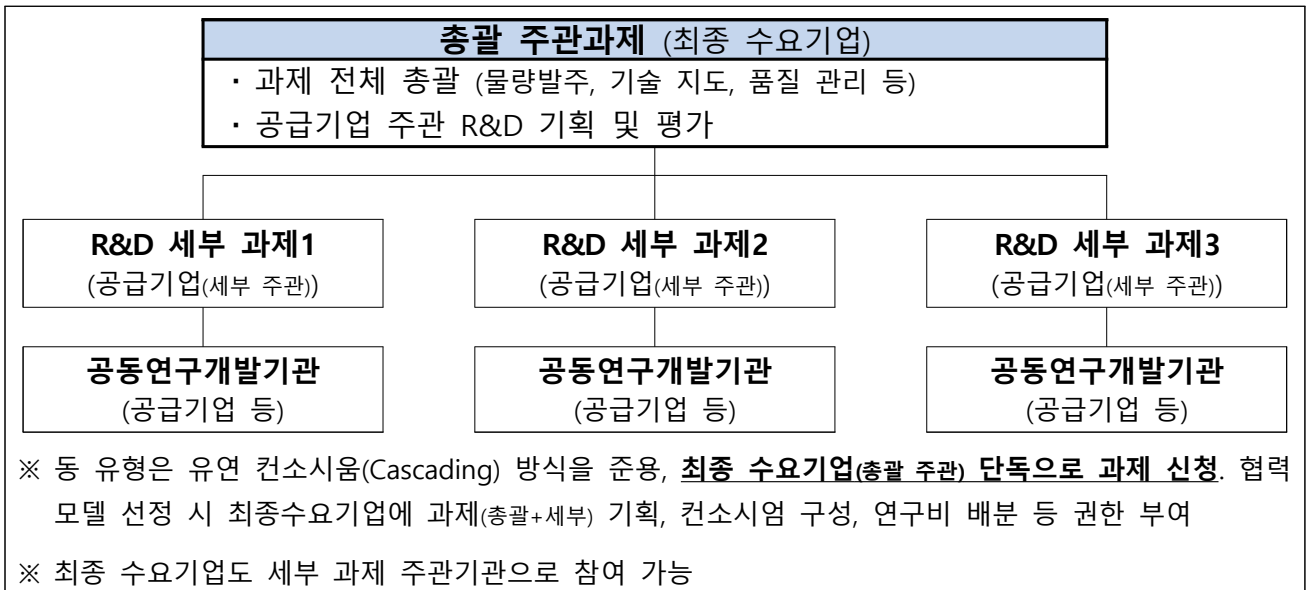 총괄 주관과제 (최종 수요기업)
· 과제 전체 총괄 (물량발주, 기술 지도, 품질 관리 등)
· 공급기업 주관 R&D 기획 및 평가
R&D 세부 과제1
(공급기업(세부 주관))
R&D 세부 과제2
(공급기업(세부 주관))
R&D 세부 과제3
(공급기업(세부 주관))
공동연구개발기관
(공급기업 등)
공동연구개발기관
(공급기업 등)
공동연구개발기관
(공급기업 등)
※ 동 유형은 유연 컨소시움(Cascading) 방식을 준용, 최종 수요기업(총괄 주관) 단독으로 과제 신청. 협력
모델 선정 시 최종수요기업에 과제(총괄+세부) 기획, 컨소시엄 구성, 연구비 배분 등 권한 부여
※ 최종 수요기업도 세부 과제 주관기관으로 참여 가능